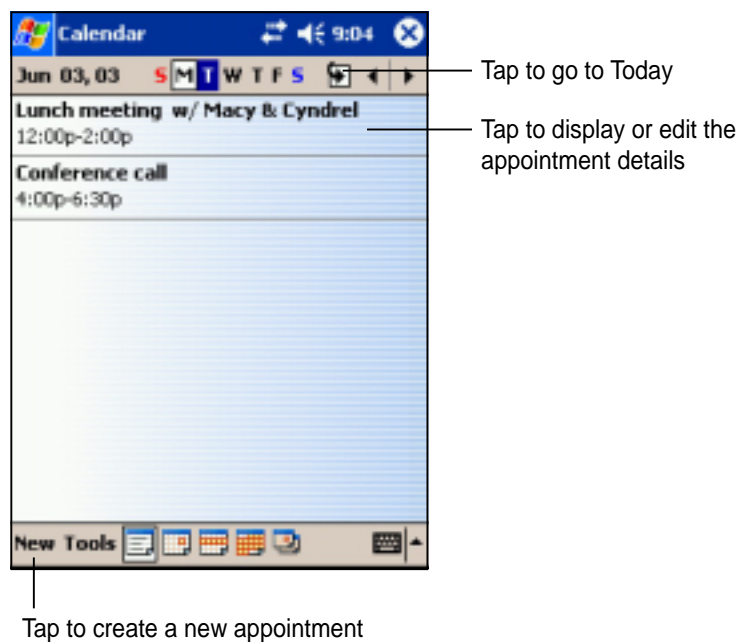 Calendar 9:04
Jun 03, 03 S M T W T F S
Tap to go to Today
Lunch meeting w/ Macy & Cyndrel
12:00p-2:00p
Tap to display or edit the
appointment details
Conference call
4:00p-6:30p
New Tools
Tap to create a new appointment